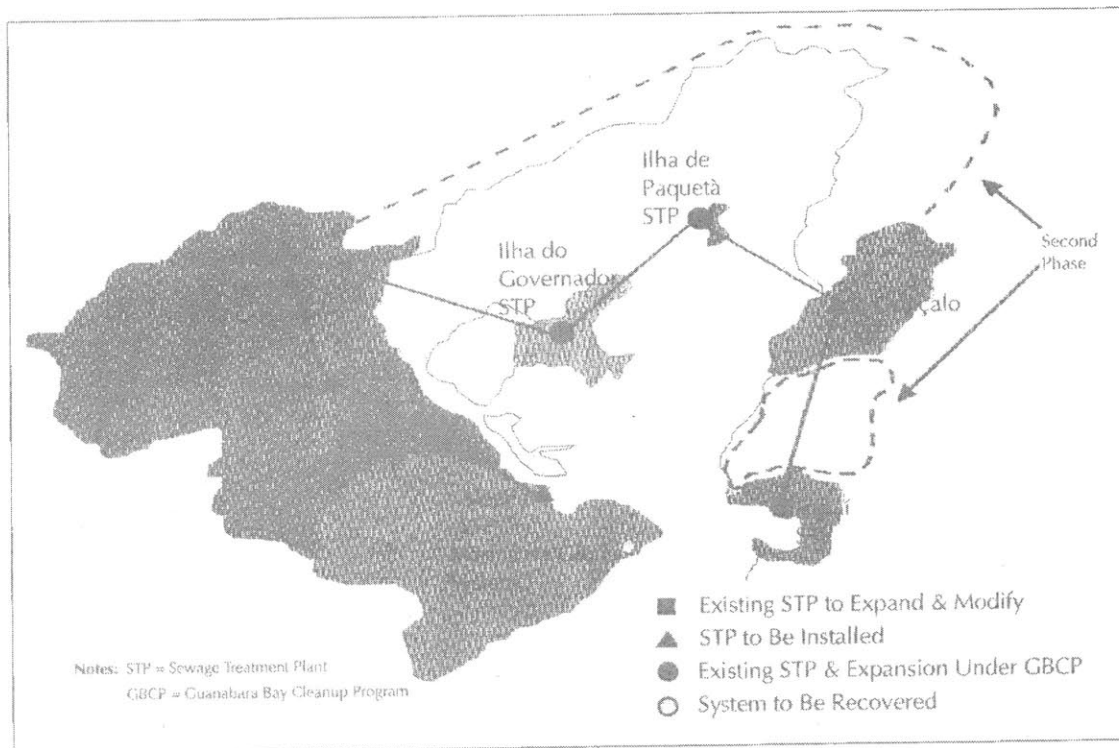 Ilha de
Paquetà
STP
Ilha do
Governador
STP
Second
Phase
çalo
Existing STP to Expand & Modify
STP to Be Installed
Existing STP & Expansion Under GBCP
System to Be Recovered
Notes: STP = Sewage Treatment Plant
GBCP = Guanabara Bay Cleanup Program